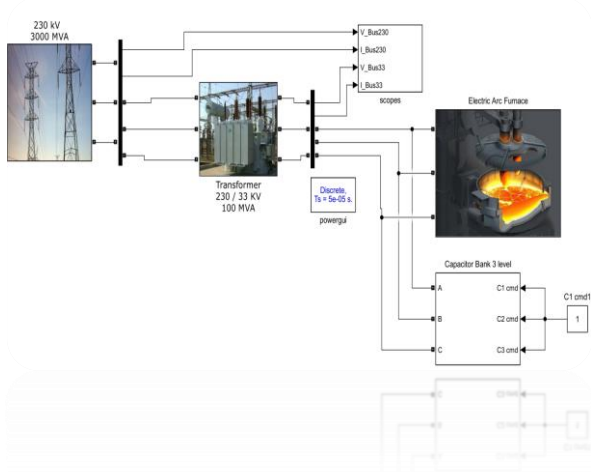 230 kV
3000 MVA
V_Bus230
I_Bus230
V_Bus33
I_Bus33
scopes
Electric Arc Furnace
Transformer
230 / 33 KV
100 MVA
Discrete,
Ts = 5e-05 s.
powergui
Capacitor Bank 3 level
A
B
C
C1 cmd
C2 cmd
C3 cmd
C1 cmd1
1